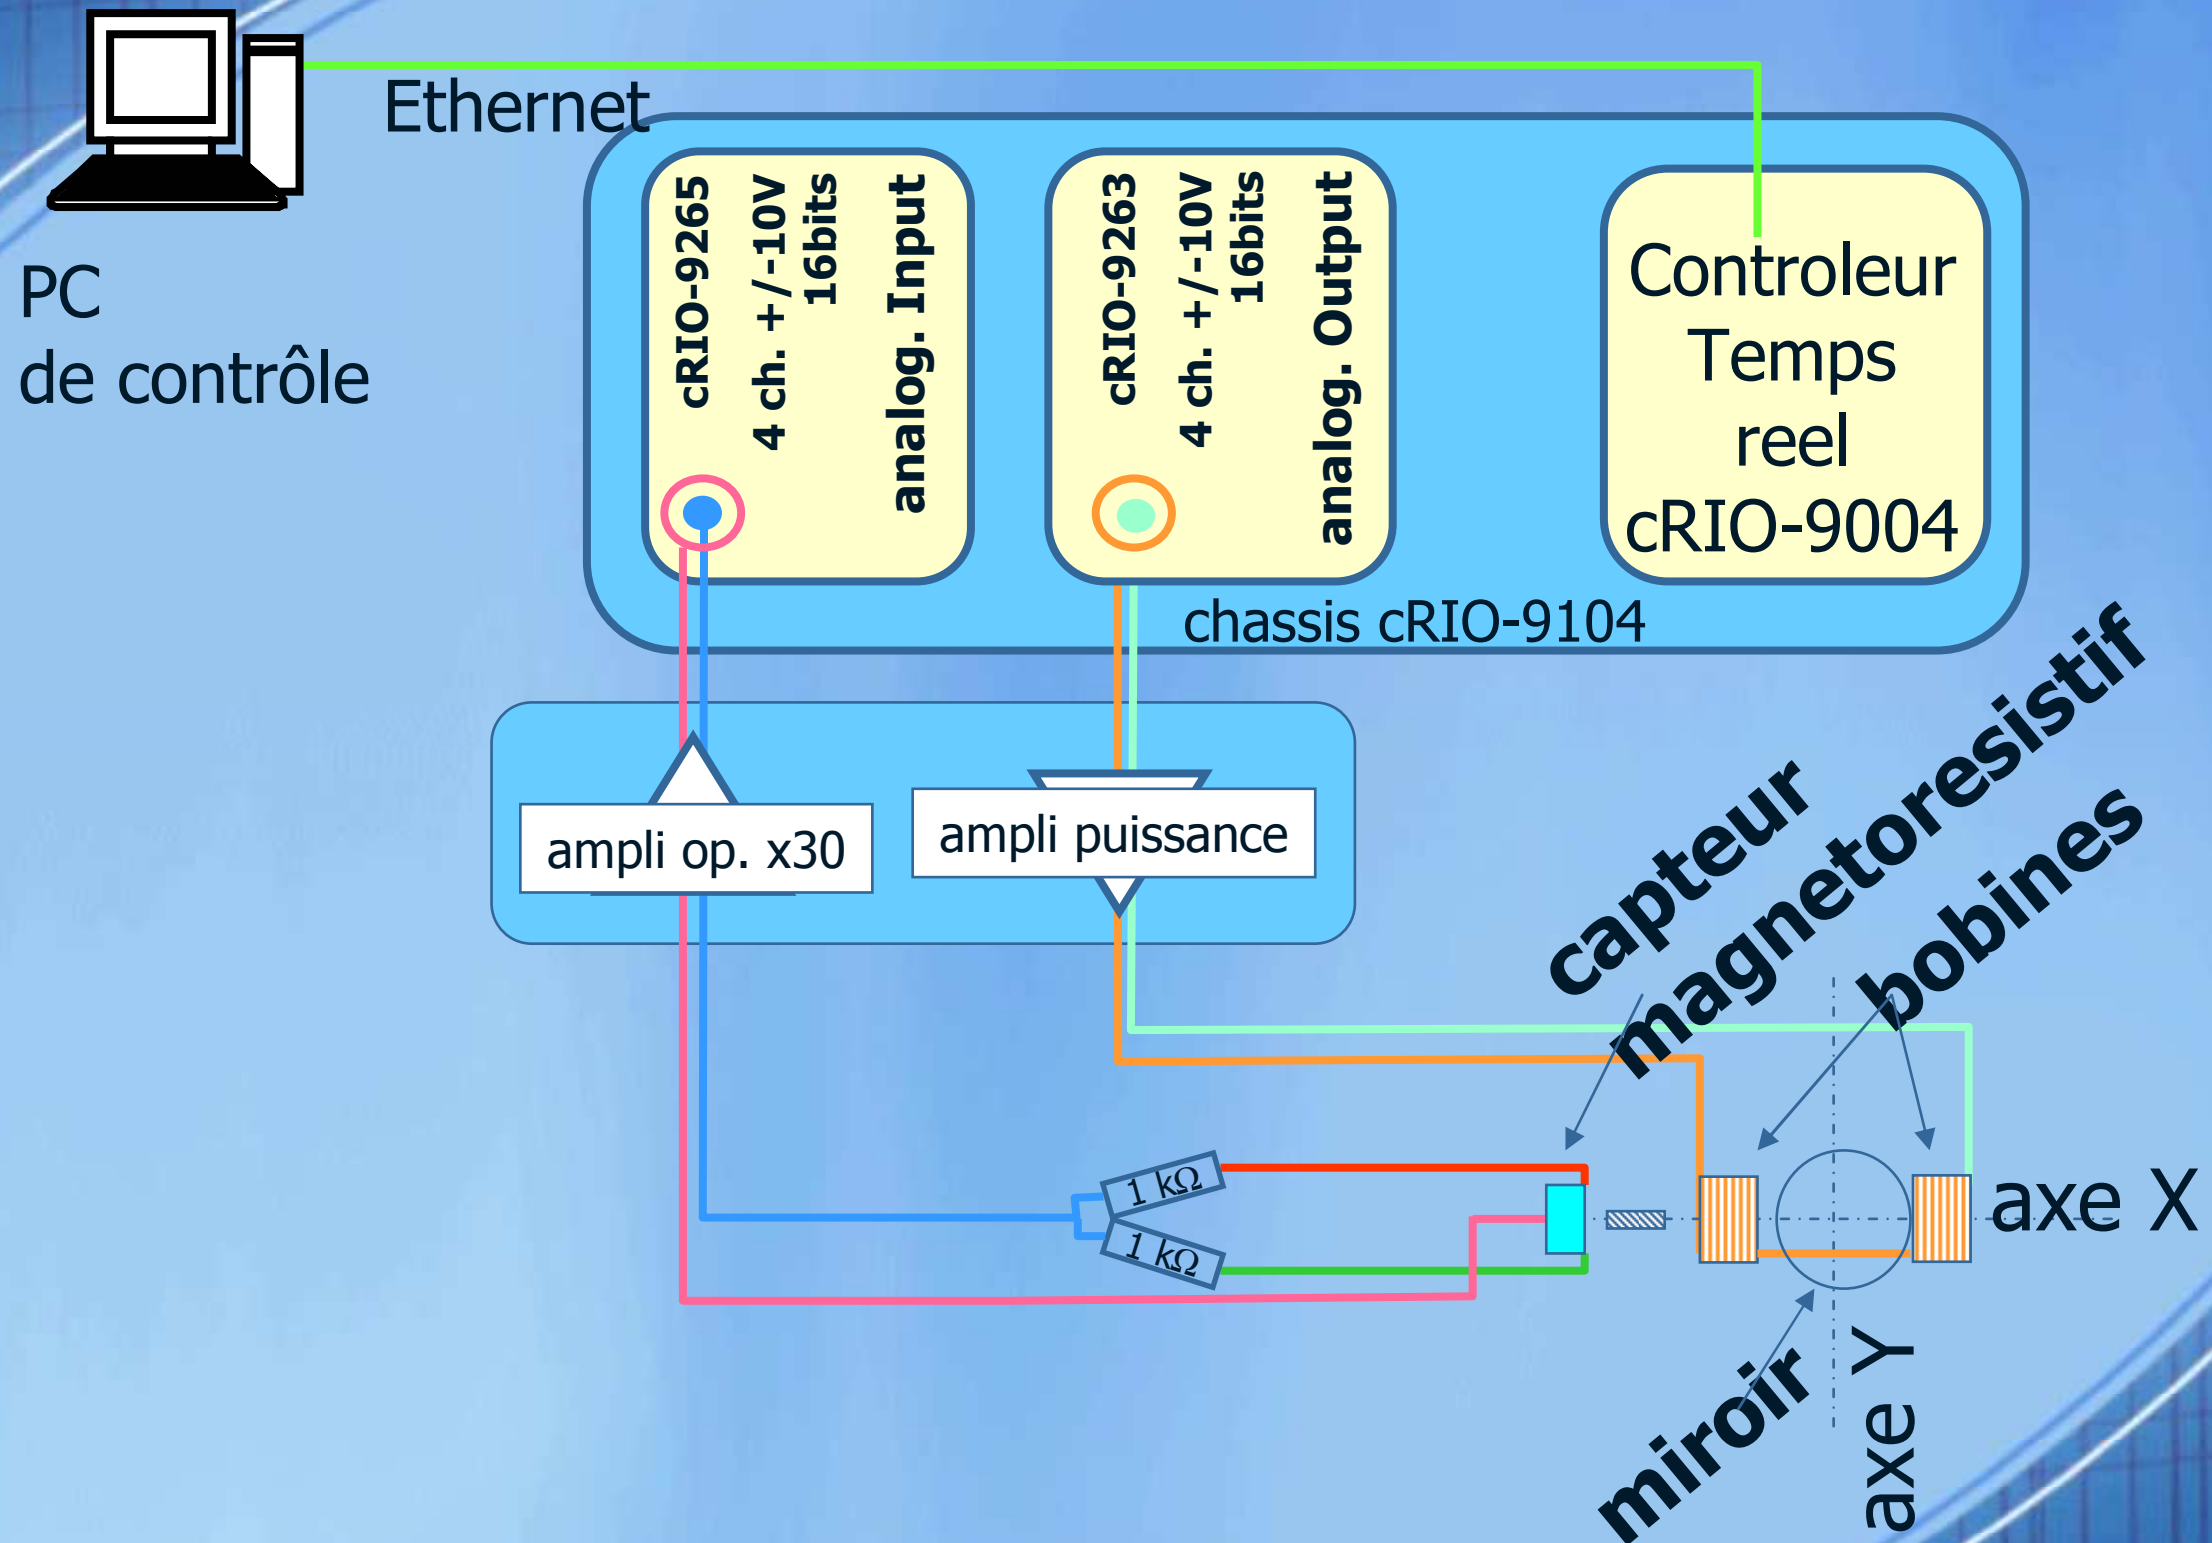 Ethernet
PC
de contrôle
cRIO-9265
4 ch. +/-10V
16bits
analog. Input
cRIO-9263
4 ch. +/-10V
16bits
analog. Output
Controleur
Temps
reel
cRIO-9004
chassis cRIO-9104
ampli op. x30
ampli puissance
capteur
magnetoresistif
bobines
1 kΩ
1 kΩ
axe X
miroir
axe Y